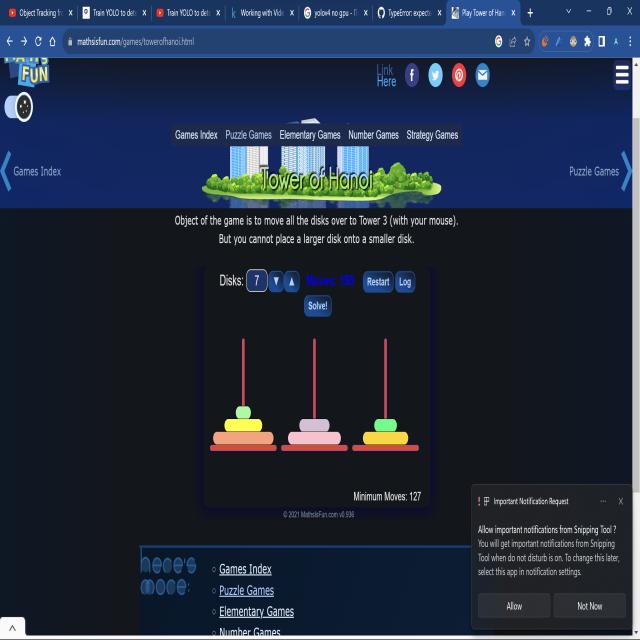 Object Tracking fr
Train YOLO to dete
Train YOLO to dete
Working with Vide
yolov4 no gpu -
TypeError: expecte
Play Tower of Han
mathsisfun.com/games/towerofhanoi.html
MATHS
FUN
Link
Here
Games Index Puzzle Games Elementary Games Number Games Strategy Games
Games Index
Puzzle Games
Tower of Hanoi
Object of the game is to move all the disks over to Tower 3 (with your mouse).
But you cannot place a larger disk onto a smaller disk.
Disks: 7 ▼ ▲ Moves: Restart Log
Solve!
Minimum Moves: 127
© 2021 MathsIsFun.com v0.936
Important Notification Request
Allow important notifications from Snipping Tool ?
You will get important notifications from Snipping
Tool when do not disturb is on. To change this later,
select this app in notification settings.
Allow Not Now
Games Index
Puzzle Games
Elementary Games
Number Games